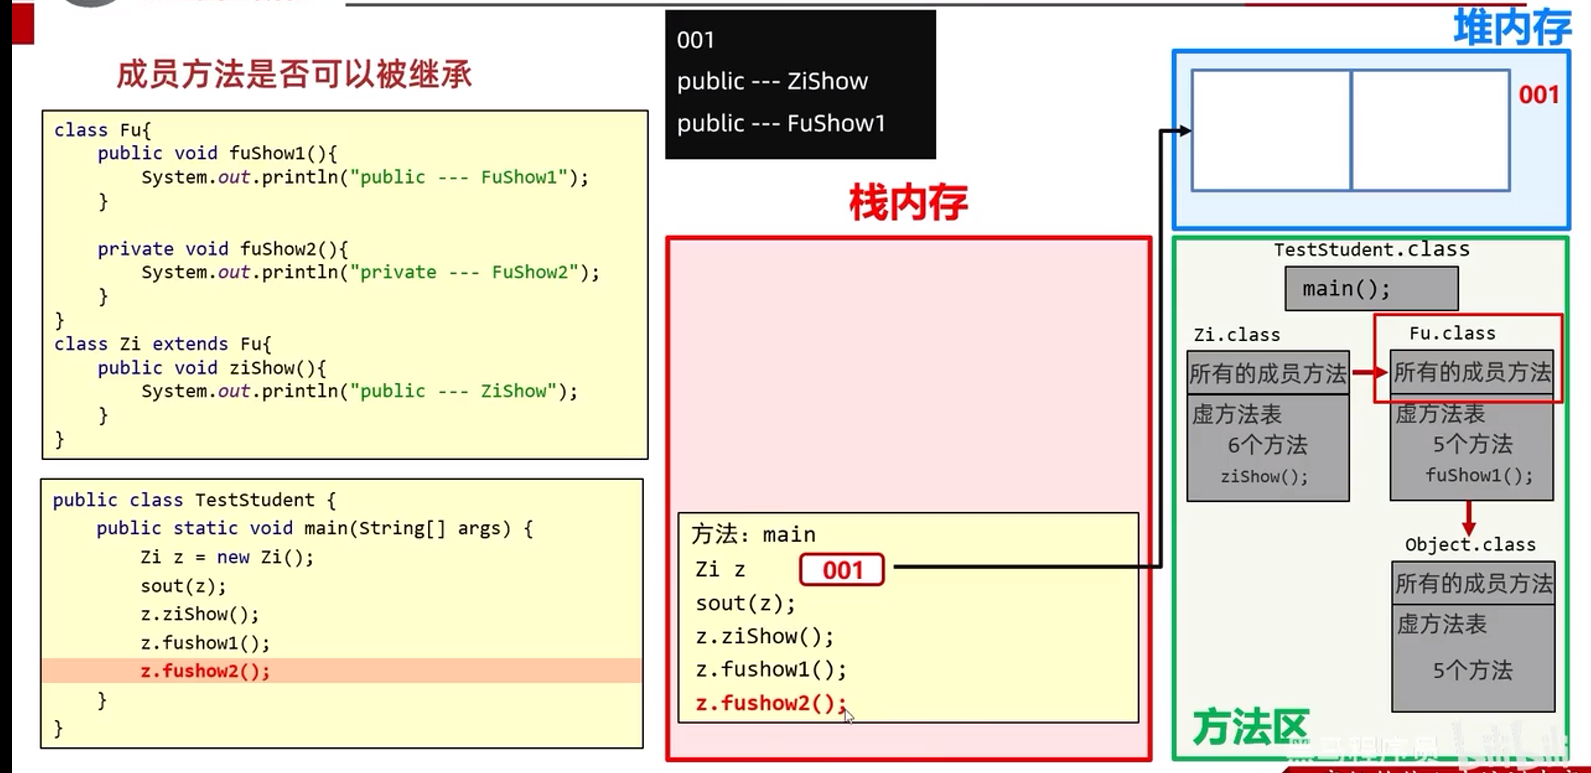 成员方法是否可以被继承
class Fu{
public void fuShow1(){
System.out.println("public --- FuShow1");
}
private void fuShow2(){
System.out.println("private --- FuShow2");
}
}
class Zi extends Fu{
public void ziShow(){
System.out.println("public --- ZiShow");
}
}
public class TestStudent {
public static void main(String[] args) {
Zi z = new Zi();
sout(z);
z.ziShow();
z.fushow1();
z.fushow2();
}
}
001
public --- ZiShow
public --- FuShow1
栈内存
方法：main
Zi z 001
sout(z);
z.ziShow();
z.fushow1();
z.fushow2();
堆内存
001
TestStudent.class
main();
Zi.class
所有的成员方法
虚方法表
6个方法
ziShow();
Fu.class
所有的成员方法
虚方法表
5个方法
fuShow1();
Object.class
所有的成员方法
虚方法表
5个方法
方法区
黑马程序员
bilibili